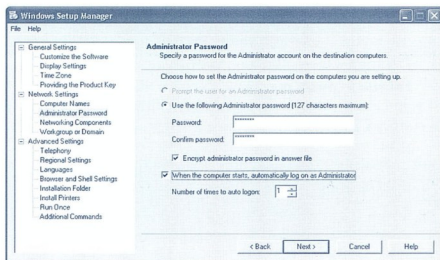 Windows Setup Manager
File Help
General Settings
Customize the Software
Display Settings
Time Zone
Providing the Product Key
Network Settings
Computer Names
Administrator Password
Networking Components
Workgroup or Domain
Advanced Settings
Telephony
Regional Settings
Languages
Browser and Shell Settings
Installation Folder
Install Printers
Run Once
Additional Commands
Administrator Password
Specify a password for the Administrator account on the destination computers.
Choose how to set the Administrator password on the computers you are setting up.
Prompt the user for an Administrator password
Use the following Administrator password (127 characters maximum):
Password: ********
Confirm password: ********
Encrypt administrator password in answer file
When the computer starts, automatically log on as Administrator
Number of times to auto logon: 1
< Back Next > Cancel Help